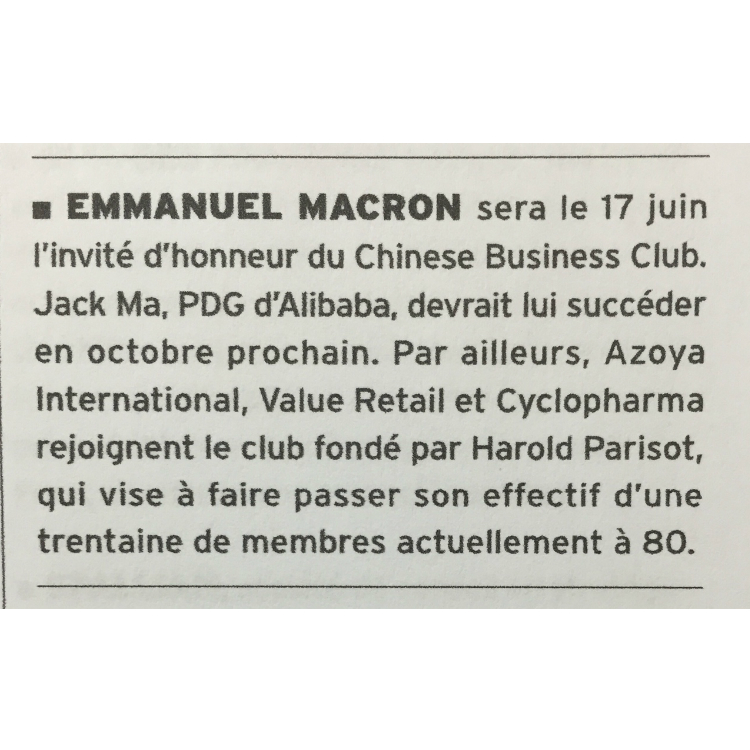 ■ EMMANUEL MACRON sera le 17 juin
l'invité d'honneur du Chinese Business Club.
Jack Ma, PDG d'Alibaba, devrait lui succéder
en octobre prochain. Par ailleurs, Azoya
International, Value Retail et Cyclopharma
rejoignent le club fondé par Harold Parisot,
qui vise à faire passer son effectif d'une
trentaine de membres actuellement à 80.